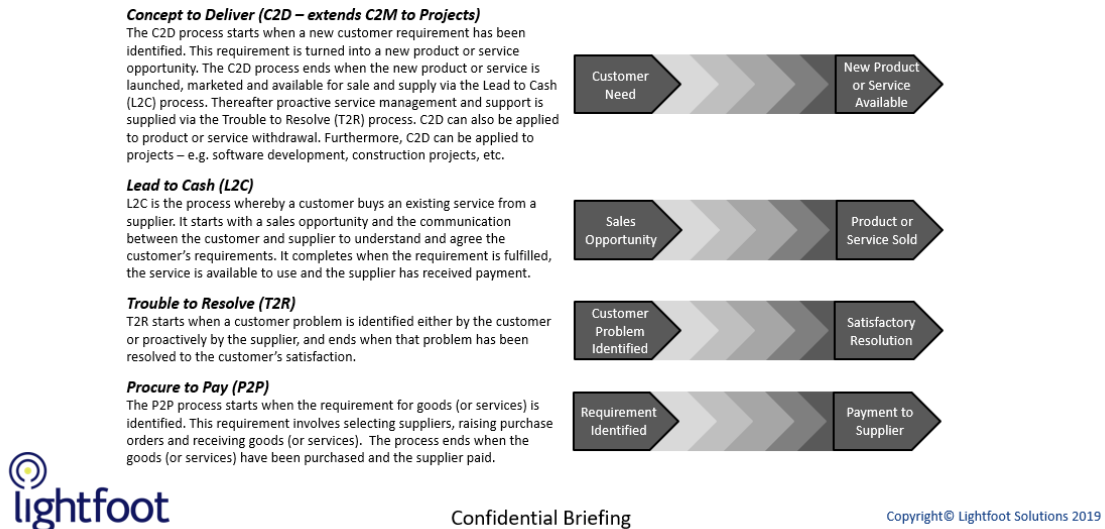 Concept to Deliver (C2D – extends C2M to Projects)
The C2D process starts when a new customer requirement has been
identified. This requirement is turned into a new product or service
opportunity. The C2D process ends when the new product or service is
launched, marketed and available for sale and supply via the Lead to Cash
(L2C) process. Thereafter proactive service management and support is
supplied via the Trouble to Resolve (T2R) process. C2D can also be applied
to product or service withdrawal. Furthermore, C2D can be applied to
projects – e.g. software development, construction projects, etc.
Customer
Need
New Product
or Service
Available
Lead to Cash (L2C)
L2C is the process whereby a customer buys an existing service from a
supplier. It starts with a sales opportunity and the communication
between the customer and supplier to understand and agree the
customer’s requirements. It completes when the requirement is fulfilled,
the service is available to use and the supplier has received payment.
Sales
Opportunity
Product or
Service Sold
Trouble to Resolve (T2R)
T2R starts when a customer problem is identified either by the customer
or proactively by the supplier, and ends when that problem has been
resolved to the customer’s satisfaction.
Customer
Problem
Identified
Satisfactory
Resolution
Procure to Pay (P2P)
The P2P process starts when the requirement for goods (or services) is
identified. This requirement involves selecting suppliers, raising purchase
orders and receiving goods (or services). The process ends when the
goods (or services) have been purchased and the supplier paid.
Requirement
Identified
Payment to
Supplier
lightfoot
Confidential Briefing
Copyright© Lightfoot Solutions 2019